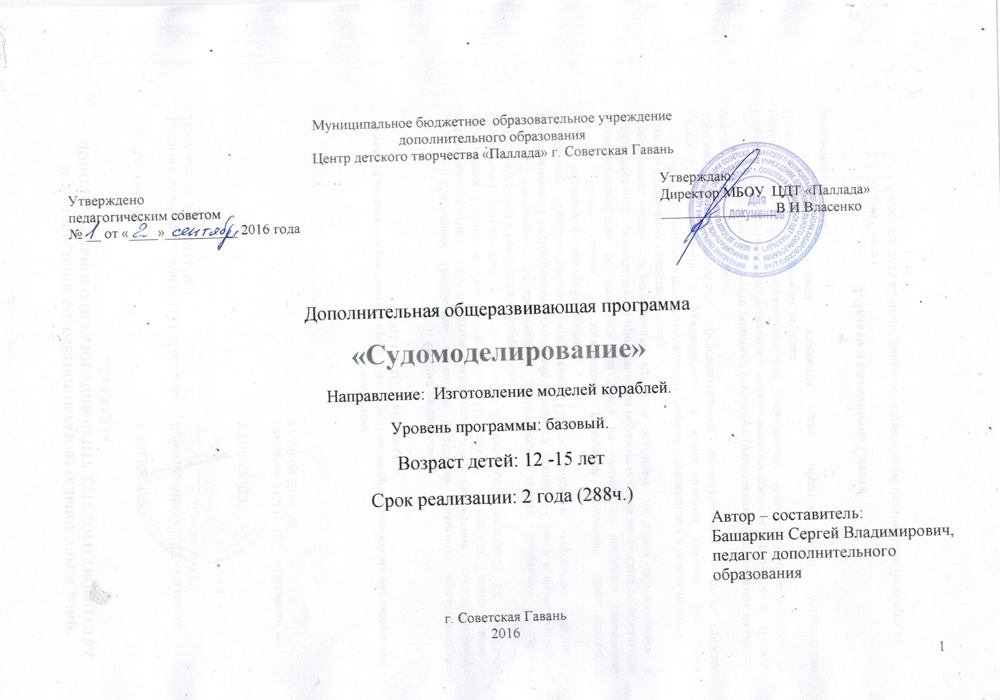 Муниципальное бюджетное образовательное учреждение
дополнительного образования
Центр детского творчества «Паллада» г. Советская Гавань
Утверждено
педагогическим советом
№ 1 от « 2 » сентября 2016 года
Утверждаю
Директор МБОУ ЦДТ «Паллада»
В.И.Власенко
Для
документов
Дополнительная общеразвивающая программа
«Судомоделирование»
Направление: Изготовление моделей кораблей.
Уровень программы: базовый.
Возраст детей: 12 -15 лет
Срок реализации: 2 года (288ч.)
Автор – составитель:
Башаркин Сергей Владимирович,
педагог дополнительного
образования
г. Советская Гавань
2016
1